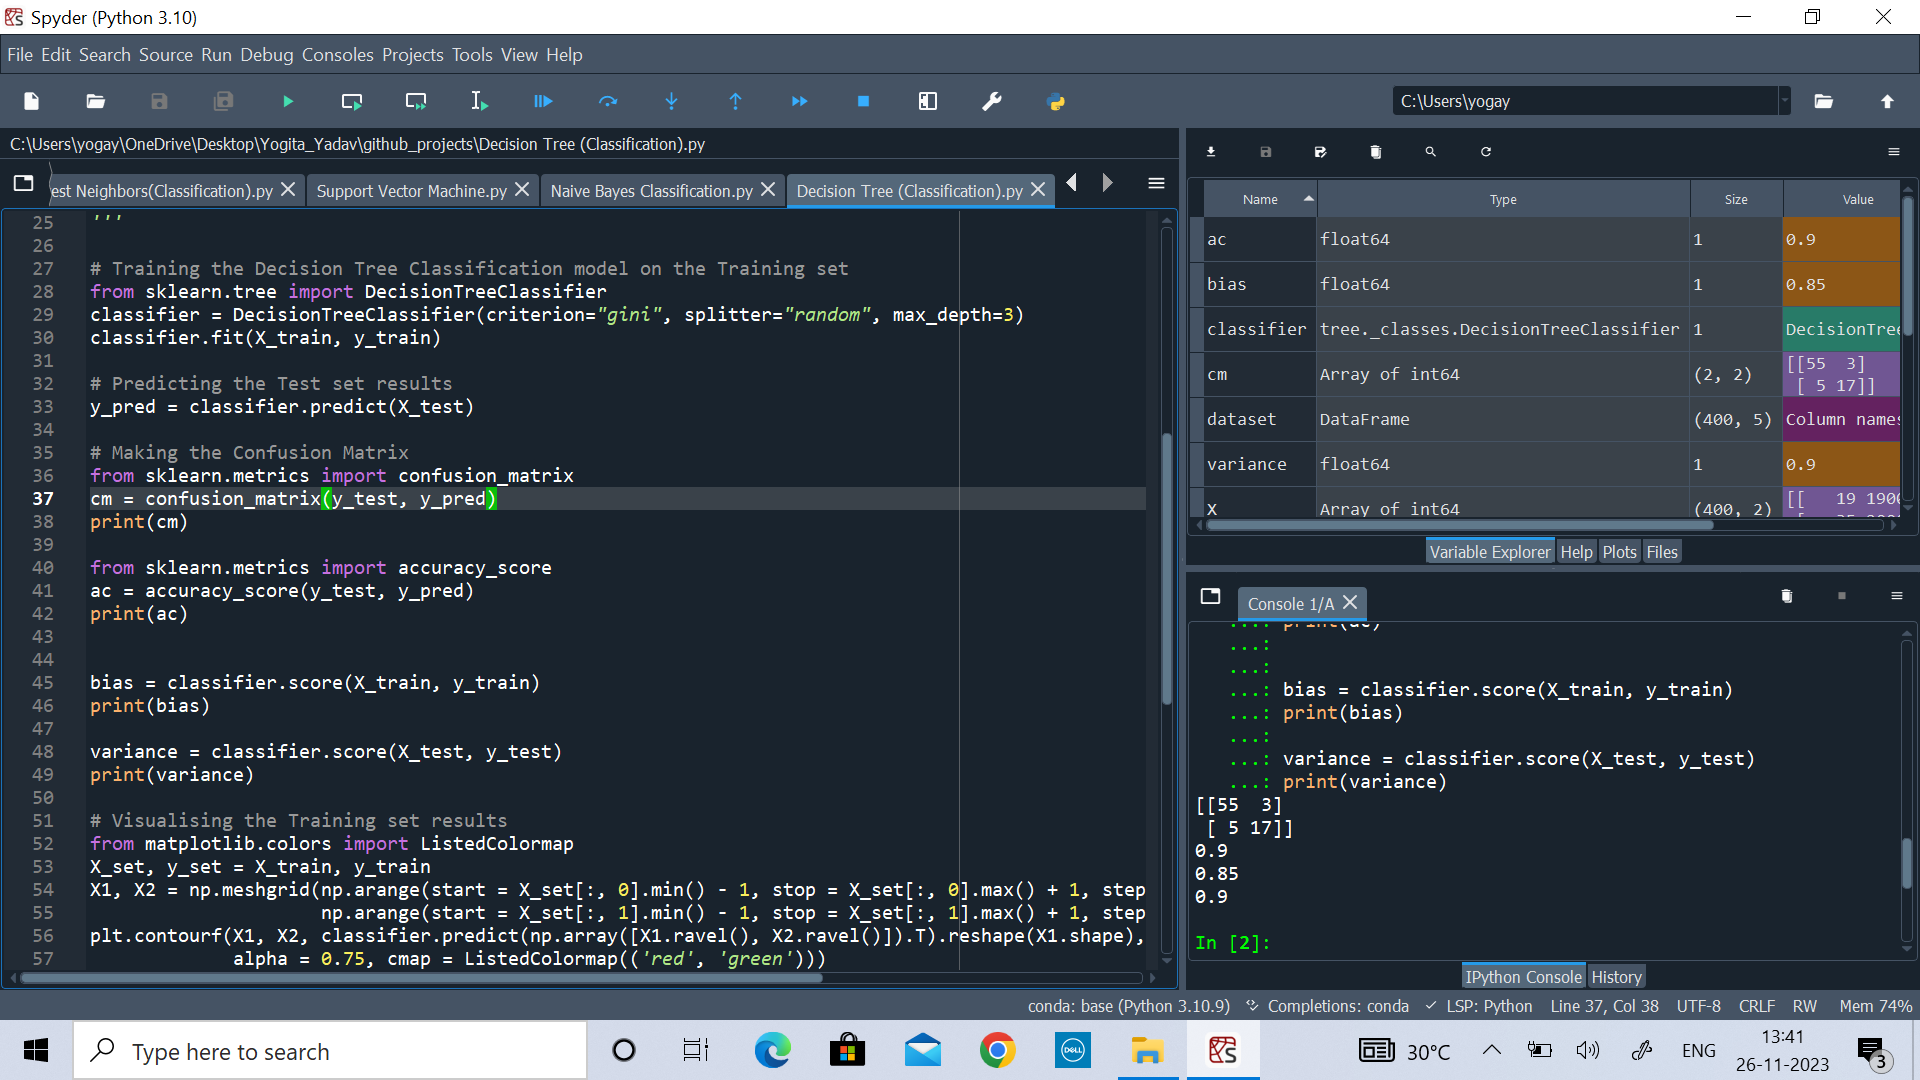 Spyder (Python 3.10)
File Edit Search Source Run Debug Consoles Projects Tools View Help
C:\Users\yogay
C:\Users\yogay\OneDrive\Desktop\Yogita_Yadav\github_projects\Decision Tree (Classification).py
est Neighbors(Classification).py
Support Vector Machine.py
Naive Bayes Classification.py
Decision Tree (Classification).py
25 '''
26
27 # Training the Decision Tree Classification model on the Training set
28 from sklearn.tree import DecisionTreeClassifier
29 classifier = DecisionTreeClassifier(criterion="gini", splitter="random", max_depth=3)
30 classifier.fit(X_train, y_train)
31
32 # Predicting the Test set results
33 y_pred = classifier.predict(X_test)
34
35 # Making the Confusion Matrix
36 from sklearn.metrics import confusion_matrix
37 cm = confusion_matrix(y_test, y_pred)
38 print(cm)
39
40 from sklearn.metrics import accuracy_score
41 ac = accuracy_score(y_test, y_pred)
42 print(ac)
43
44
45 bias = classifier.score(X_train, y_train)
46 print(bias)
47
48 variance = classifier.score(X_test, y_test)
49 print(variance)
50
51 # Visualising the Training set results
52 from matplotlib.colors import ListedColormap
53 X_set, y_set = X_train, y_train
54 X1, X2 = np.meshgrid(np.arange(start = X_set[:, 0].min() - 1, stop = X_set[:, 0].max() + 1, step
55 np.arange(start = X_set[:, 1].min() - 1, stop = X_set[:, 1].max() + 1, step
56 plt.contourf(X1, X2, classifier.predict(np.array([X1.ravel(), X2.ravel()]).T).reshape(X1.shape),
57 alpha = 0.75, cmap = ListedColormap(('red', 'green')))
Name Type Size Value
ac float64 1 0.9
bias float64 1 0.85
classifier tree._classes.DecisionTreeClassifier 1 DecisionTree
cm Array of int64 (2, 2) [[55 3]
[ 5 17]]
dataset DataFrame (400, 5) Column names
variance float64 1 0.9
X Array of int64 (400, 2) [[ 19 1900
Variable Explorer Help Plots Files
Console 1/A
...: print(ac)
...:
...:
...: bias = classifier.score(X_train, y_train)
...: print(bias)
...:
...: variance = classifier.score(X_test, y_test)
...: print(variance)
[[55 3]
[ 5 17]]
0.9
0.85
0.9
In [2]:
IPython Console History
conda: base (Python 3.10.9) Completions: conda LSP: Python Line 37, Col 38 UTF-8 CRLF RW Mem 74%
Type here to search
DELL
30°C
ENG
13:41
26-11-2023
3